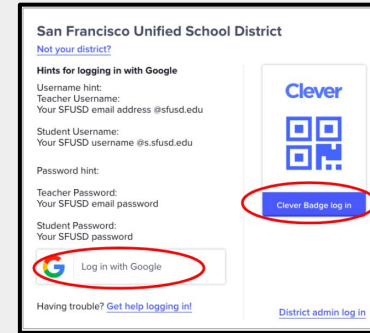 San Francisco Unified School District
Not your district?
Hints for logging in with Google
Username hint:
Teacher Username:
Your SFUSD email address @sfusd.edu
Student Username:
Your SFUSD username @s.sfusd.edu
Password hint:
Teacher Password:
Your SFUSD email password
Student Password:
Your SFUSD password
Log in with Google
Having trouble? Get help logging in!
Clever
Clever Badge log in
District admin log in